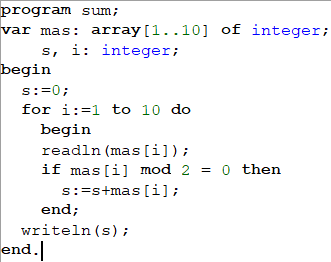 program sum;
var mas: array[1..10] of integer;
    s, i: integer;
begin
  s:=0;
  for i:=1 to 10 do
    begin
    readln(mas[i]);
    if mas[i] mod 2 = 0 then
      s:=s+mas[i];
    end;
  writeln(s);
end.